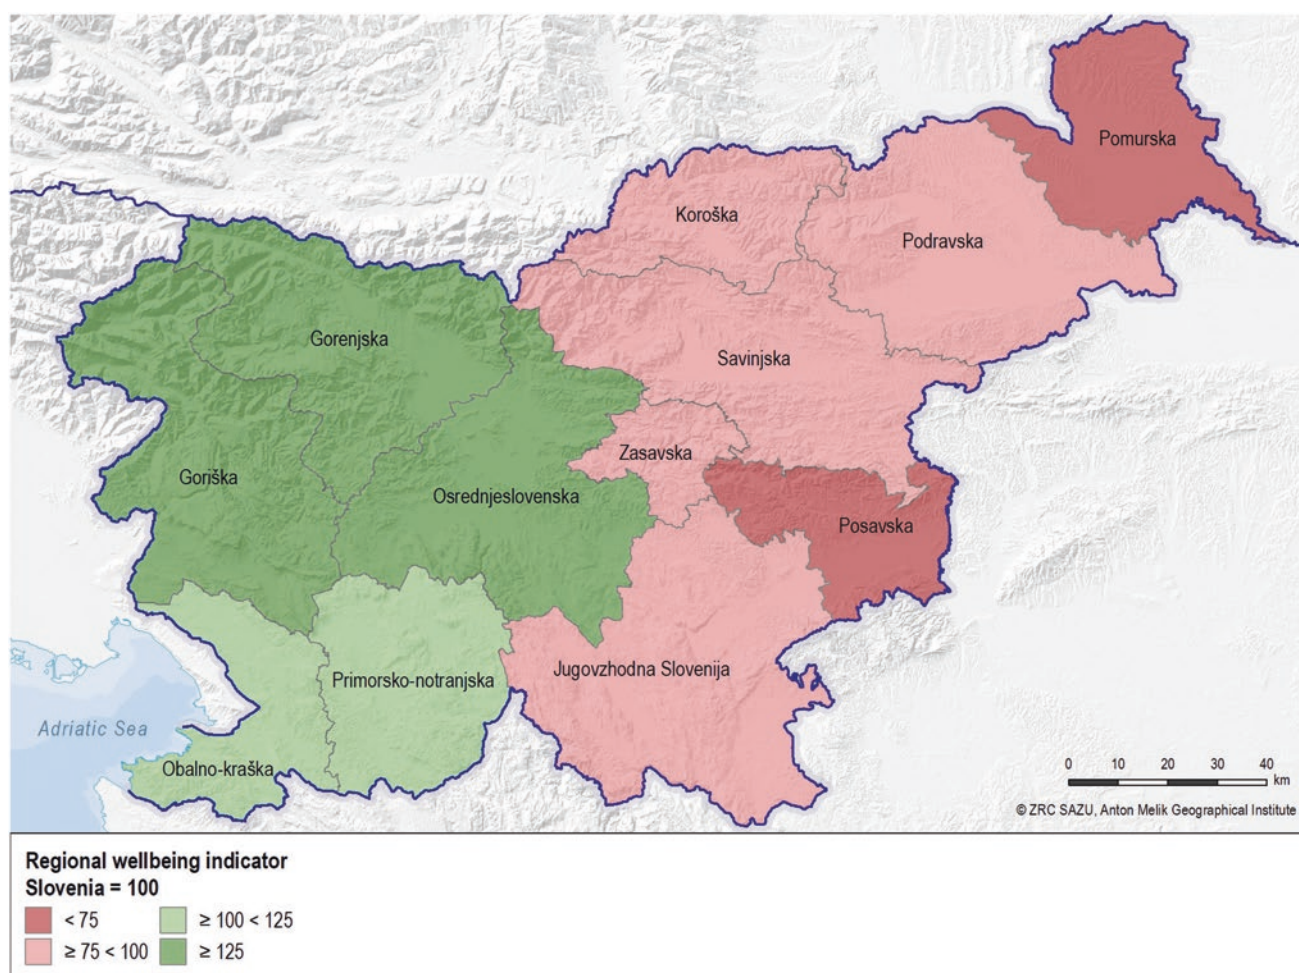 Pomurska
Koroška
Podravska
Gorenjska
Savinjska
Zasavska
Goriška
Osrednjeslovenska
Posavska
Jugovzhodna Slovenija
Primorsko-notranjska
Adriatic Sea
Obalno-kraška
0 10 20 30 40
km
© ZRC SAZU, Anton Melik Geographical Institute
Regional wellbeing indicator
Slovenia = 100
< 75
≥ 100 < 125
≥ 75 < 100
≥ 125